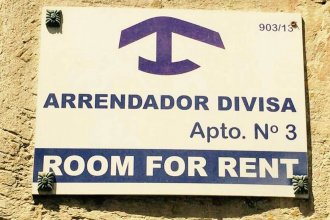 903/13
ARRENDADOR DIVISA
Apto. Nº 3
ROOM FOR RENT